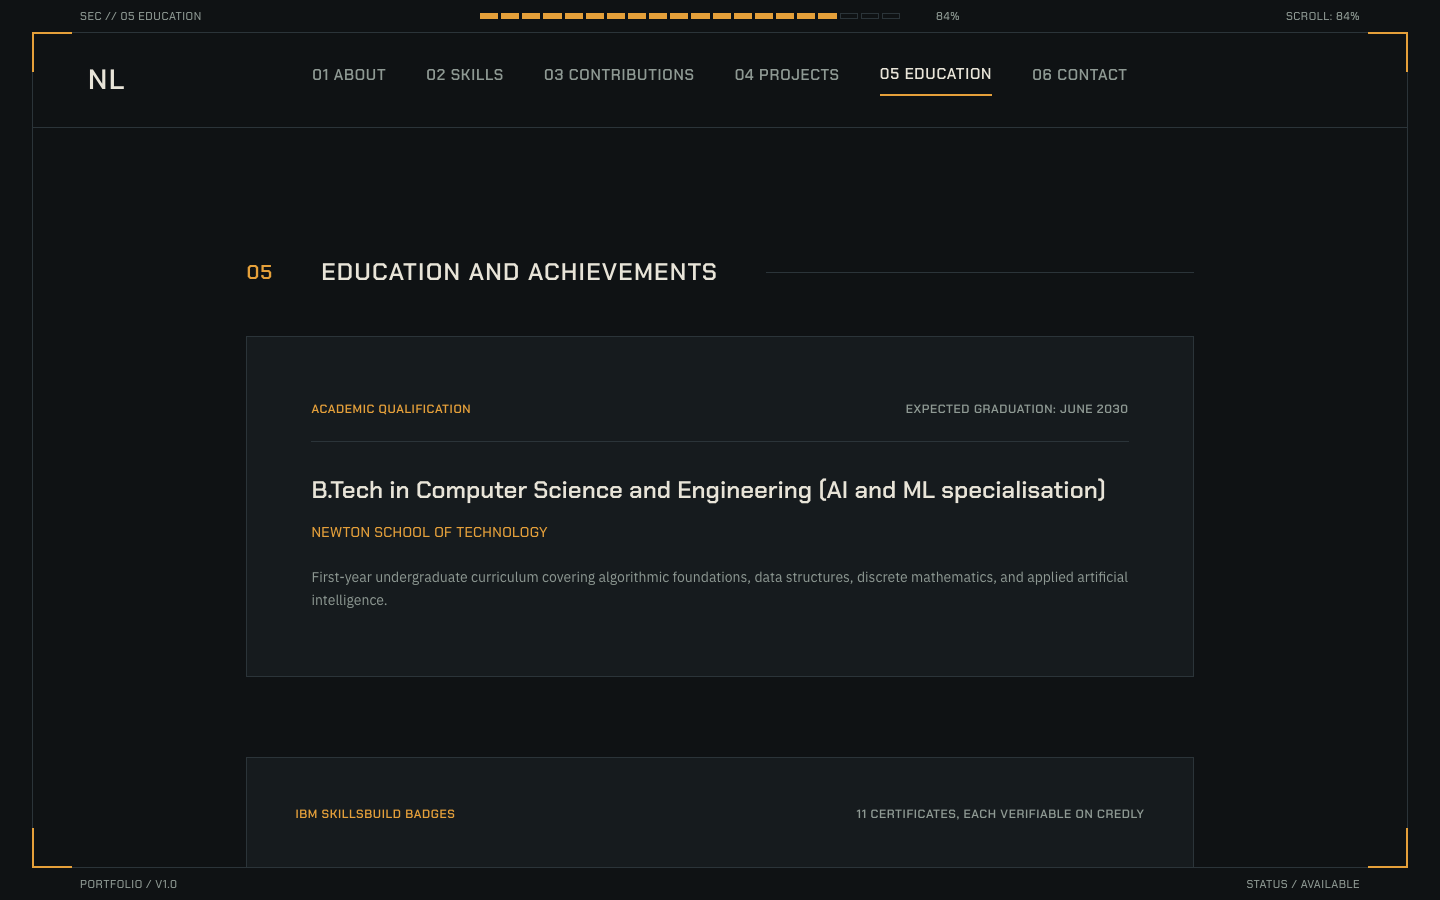 SEC // 05 EDUCATION
84%
SCROLL: 84%
NL
01 ABOUT
02 SKILLS
03 CONTRIBUTIONS
04 PROJECTS
05 EDUCATION
06 CONTACT
05
EDUCATION AND ACHIEVEMENTS
ACADEMIC QUALIFICATION
EXPECTED GRADUATION: JUNE 2030
B.Tech in Computer Science and Engineering (AI and ML specialisation)
NEWTON SCHOOL OF TECHNOLOGY
First-year undergraduate curriculum covering algorithmic foundations, data structures, discrete mathematics, and applied artificial
intelligence.
IBM SKILLSBUILD BADGES
11 CERTIFICATES, EACH VERIFIABLE ON CREDLY
PORTFOLIO / V1.0
STATUS / AVAILABLE